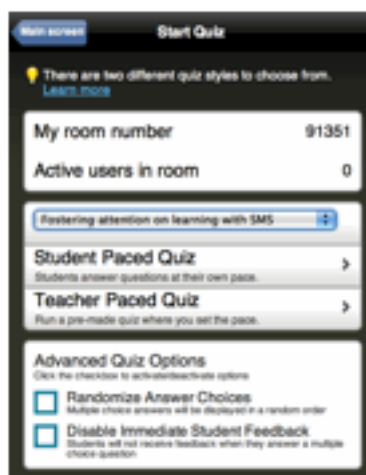 Main screen
Start Quiz
There are two different quiz styles to choose from.
Learn more
My room number 91351
Active users in room 0
Fostering attention on learning with SMS
Student Paced Quiz
Students answer questions at their own pace.
Teacher Paced Quiz
Run a pre-made quiz where you set the pace.
Advanced Quiz Options
Click the checkbox to activate/deactivate options
Randomize Answer Choices
Multiple choice answers will be displayed in a random order
Disable Immediate Student Feedback
Students will not receive feedback when they answer a multiple
choice question